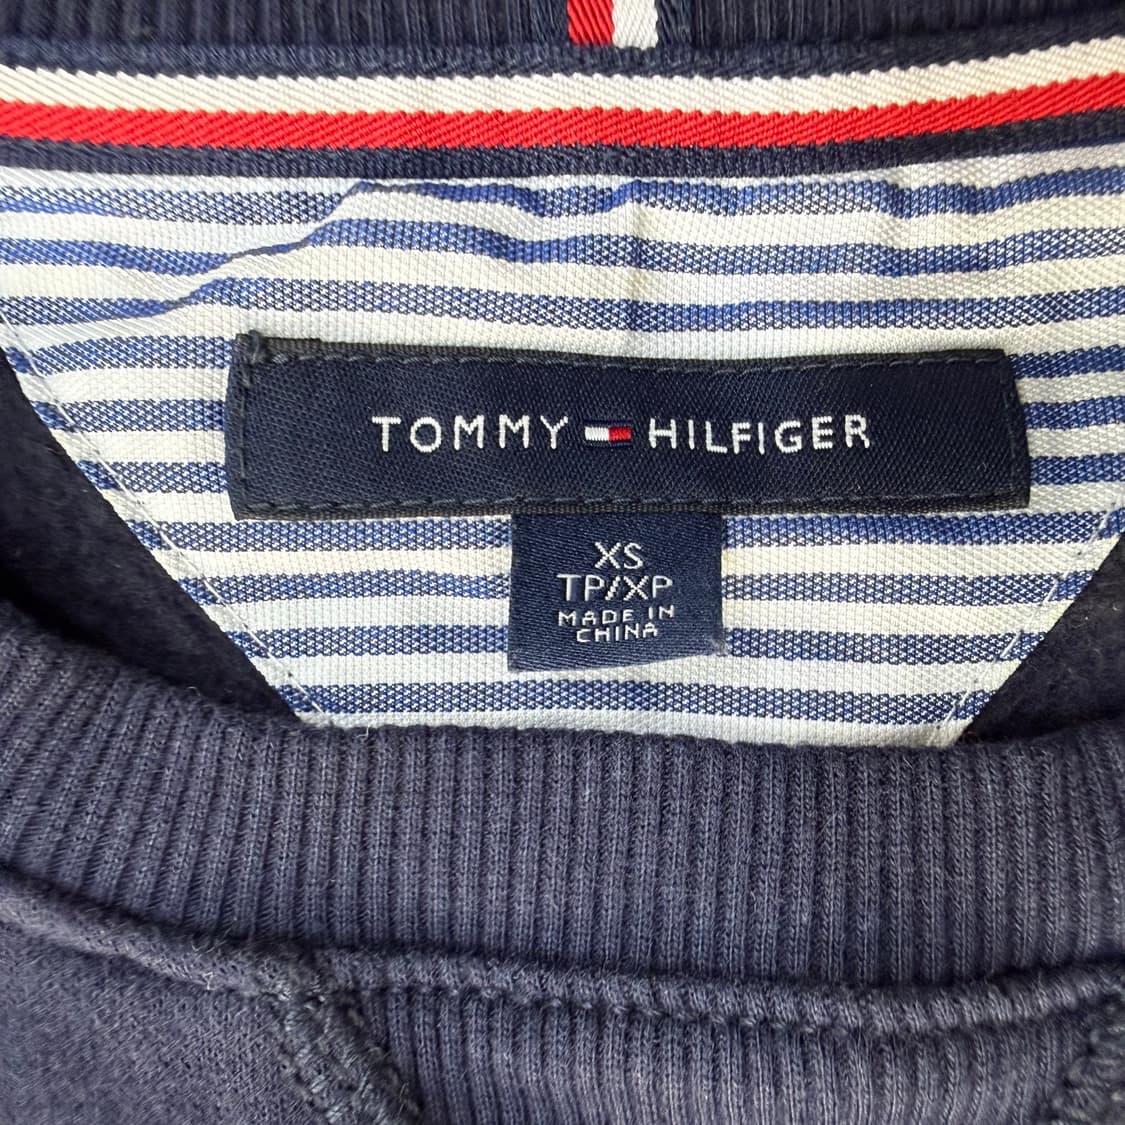 TOMMY HILFIGER
XS
TP/XP
MADE IN
CHINA